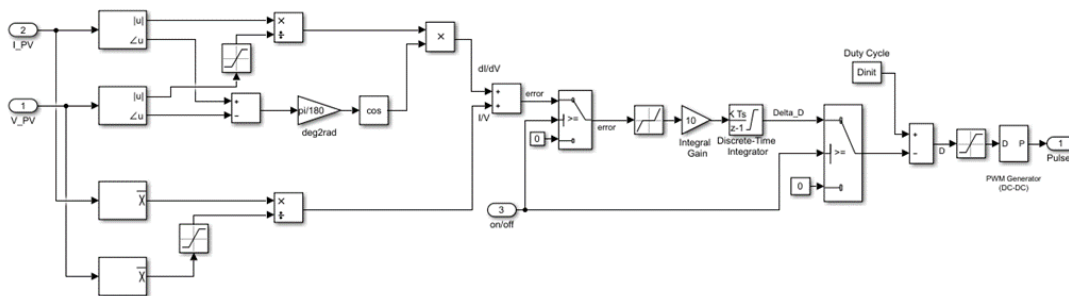 2
I_PV
|u|
∠u
×
÷
×
Duty Cycle
Dinit
1
V_PV
|u|
∠u
+
−
pi/180
deg2rad
cos
dI/dV
+
+
I/V
error
>=
0
error
10
Integral
Gain
K Ts
z-1
Discrete-Time
Integrator
Delta_D
>=
0
+
−
D
D P
PWM Generator
(DC-DC)
1
Pulse
x
×
÷
3
on/off
x